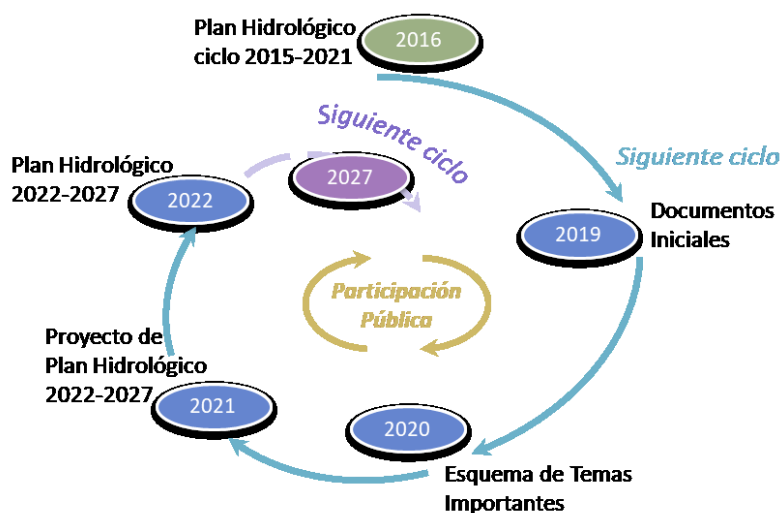 Plan Hidrológico
ciclo 2015-2021
2016
Siguiente ciclo
Siguiente ciclo
Plan Hidrológico
2022-2027
2022
2027
2019
Documentos
Iniciales
Participación
Pública
Proyecto de
Plan Hidrológico
2022-2027
2021
2020
Esquema de Temas
Importantes